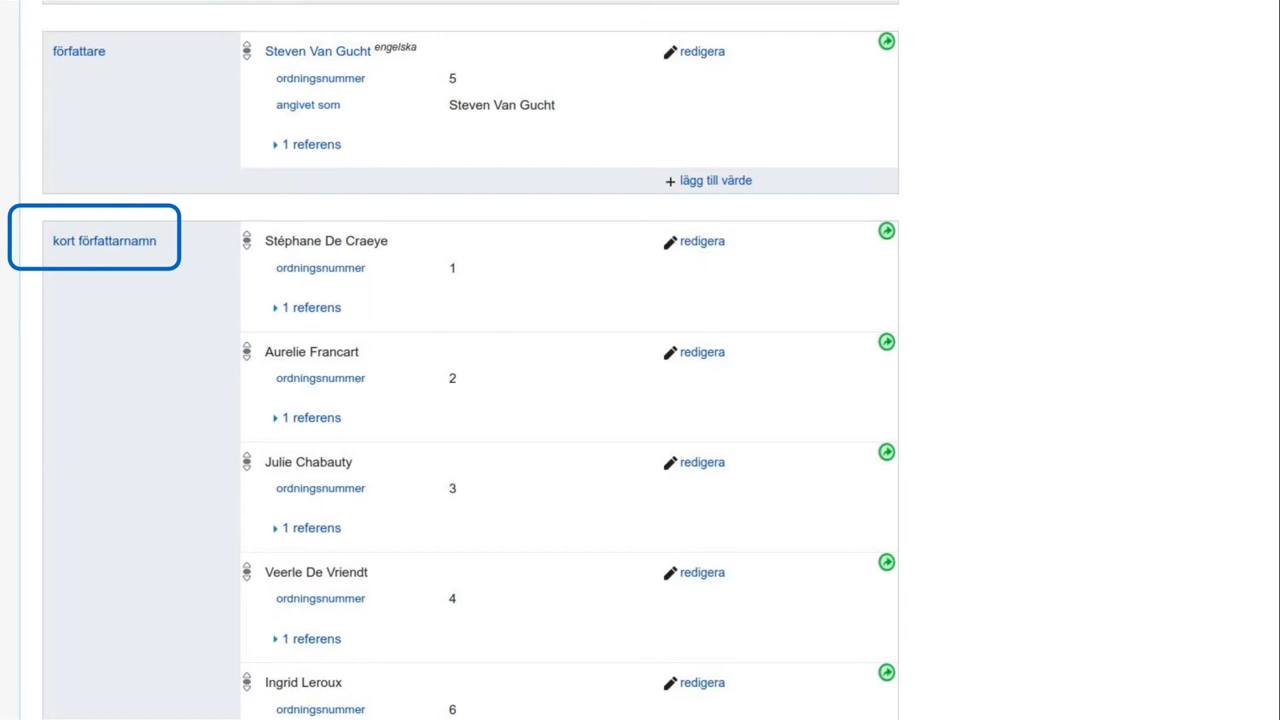 författare
Steven Van Gucht engelska
redigera
ordningsnummer 5
angivet som Steven Van Gucht
1 referens
+ lägg till värde
kort författarnamn
Stéphane De Craeye
redigera
ordningsnummer 1
1 referens
Aurelie Francart
redigera
ordningsnummer 2
1 referens
Julie Chabauty
redigera
ordningsnummer 3
1 referens
Veerle De Vriendt
redigera
ordningsnummer 4
1 referens
Ingrid Leroux
redigera
ordningsnummer 6